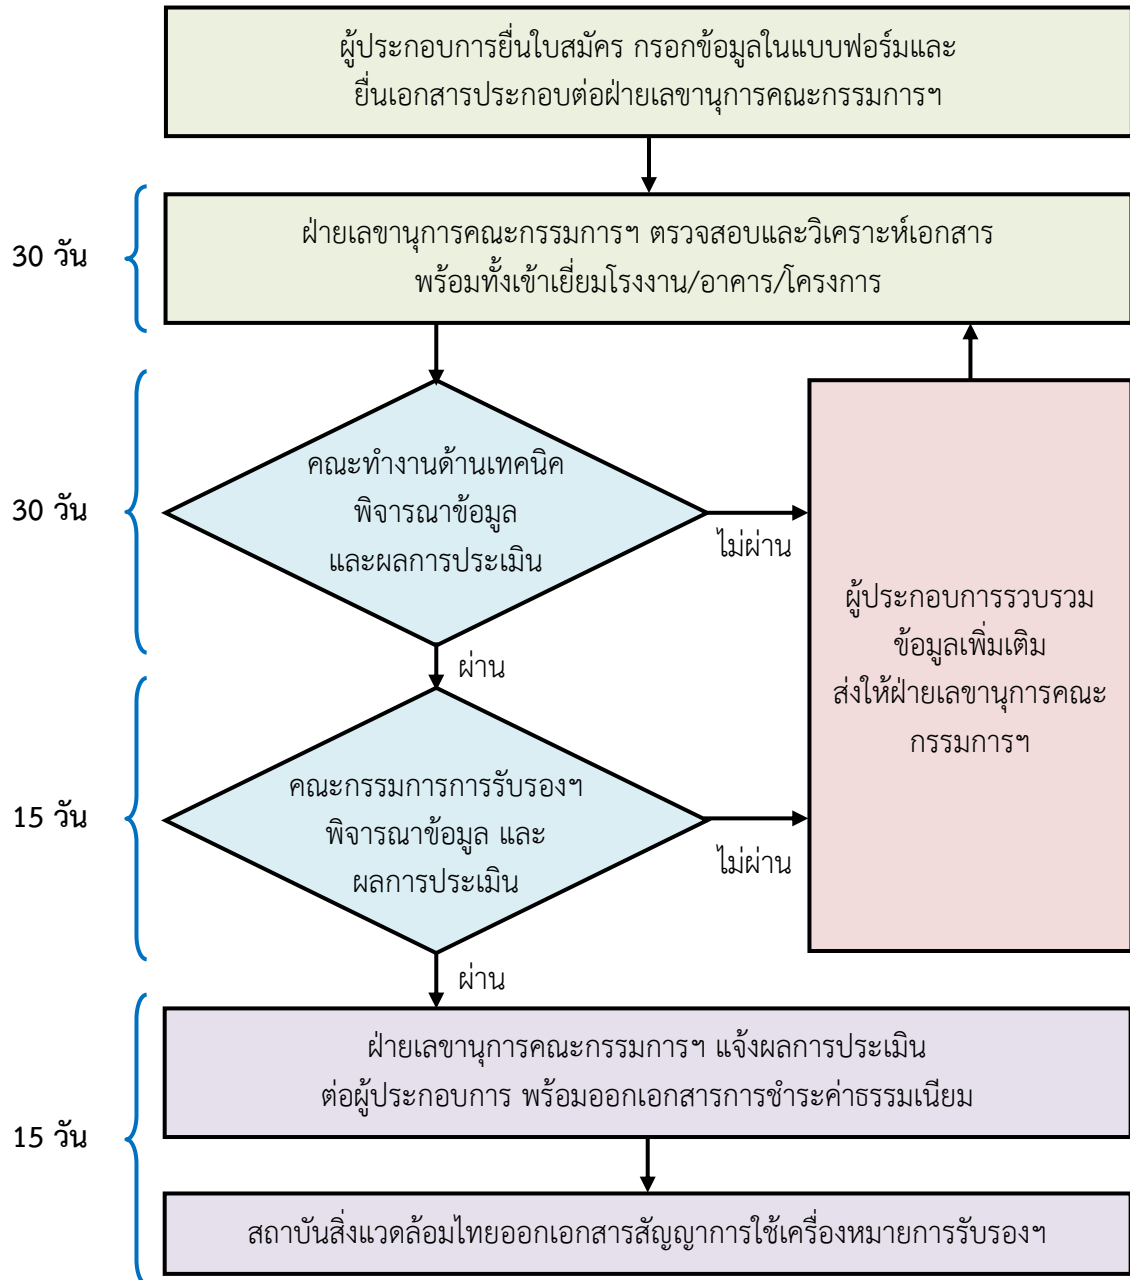 ผู้ประกอบการยื่นใบสมัคร กรอกข้อมูลในแบบฟอร์มและ
ยื่นเอกสารประกอบต่อฝ่ายเลขานุการคณะกรรมการฯ
30 วัน
ฝ่ายเลขานุการคณะกรรมการฯ ตรวจสอบและวิเคราะห์เอกสาร
พร้อมทั้งเข้าเยี่ยมโรงงาน/อาคาร/โครงการ
30 วัน
คณะทำงานด้านเทคนิค
พิจารณาข้อมูล
และผลการประเมิน
ไม่ผ่าน
ผ่าน
ผู้ประกอบการรวบรวม
ข้อมูลเพิ่มเติม
ส่งให้ฝ่ายเลขานุการคณะ
กรรมการฯ
15 วัน
คณะกรรมการการรับรองฯ
พิจารณาข้อมูล และ
ผลการประเมิน
ไม่ผ่าน
ผ่าน
15 วัน
ฝ่ายเลขานุการคณะกรรมการฯ แจ้งผลการประเมิน
ต่อผู้ประกอบการ พร้อมออกเอกสารการชำระค่าธรรมเนียม
สถาบันสิ่งแวดล้อมไทยออกเอกสารสัญญาการใช้เครื่องหมายการรับรองฯ